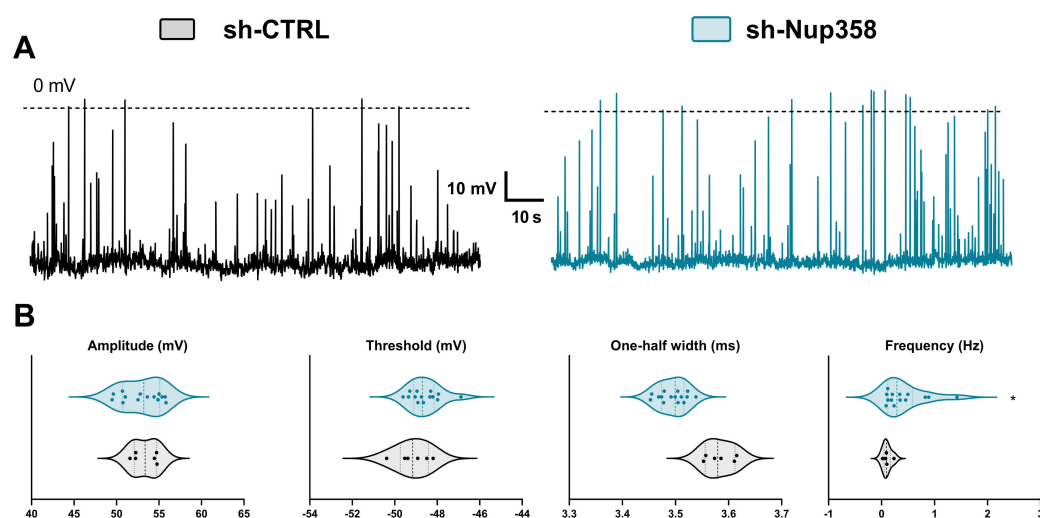 sh-CTRL sh-Nup358
A
0 mV
10 mV
10 s
B
Amplitude (mV) Threshold (mV) One-half width (ms) Frequency (Hz)
*
40 45 50 55 60 65 -54 -52 -50 -48 -46 -44 3.3 3.4 3.5 3.6 3.7 -1 0 1 2 3